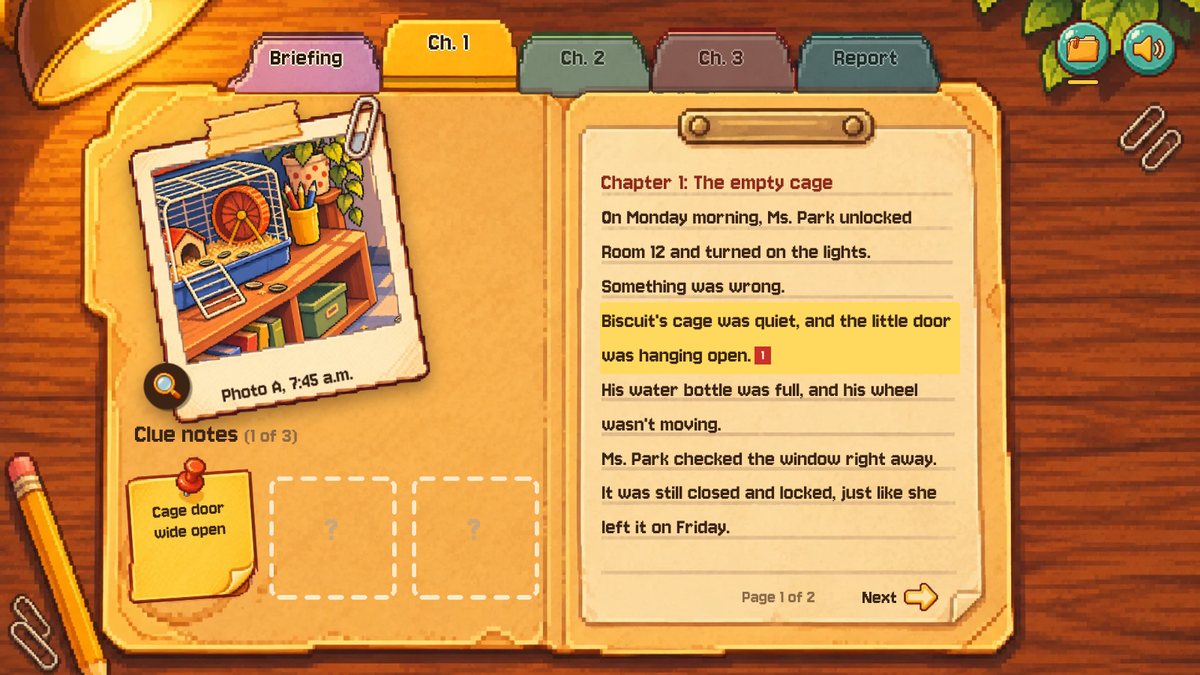 Briefing
Ch. 1
Ch. 2
Ch. 3
Report
Photo A, 7:45 a.m.
Clue notes (1 of 3)
Cage door
wide open
?
?
Chapter 1: The empty cage
On Monday morning, Ms. Park unlocked
Room 12 and turned on the lights.
Something was wrong.
Biscuit's cage was quiet, and the little door
was hanging open. 1
His water bottle was full, and his wheel
wasn't moving.
Ms. Park checked the window right away.
It was still closed and locked, just like she
left it on Friday.
Page 1 of 2
Next